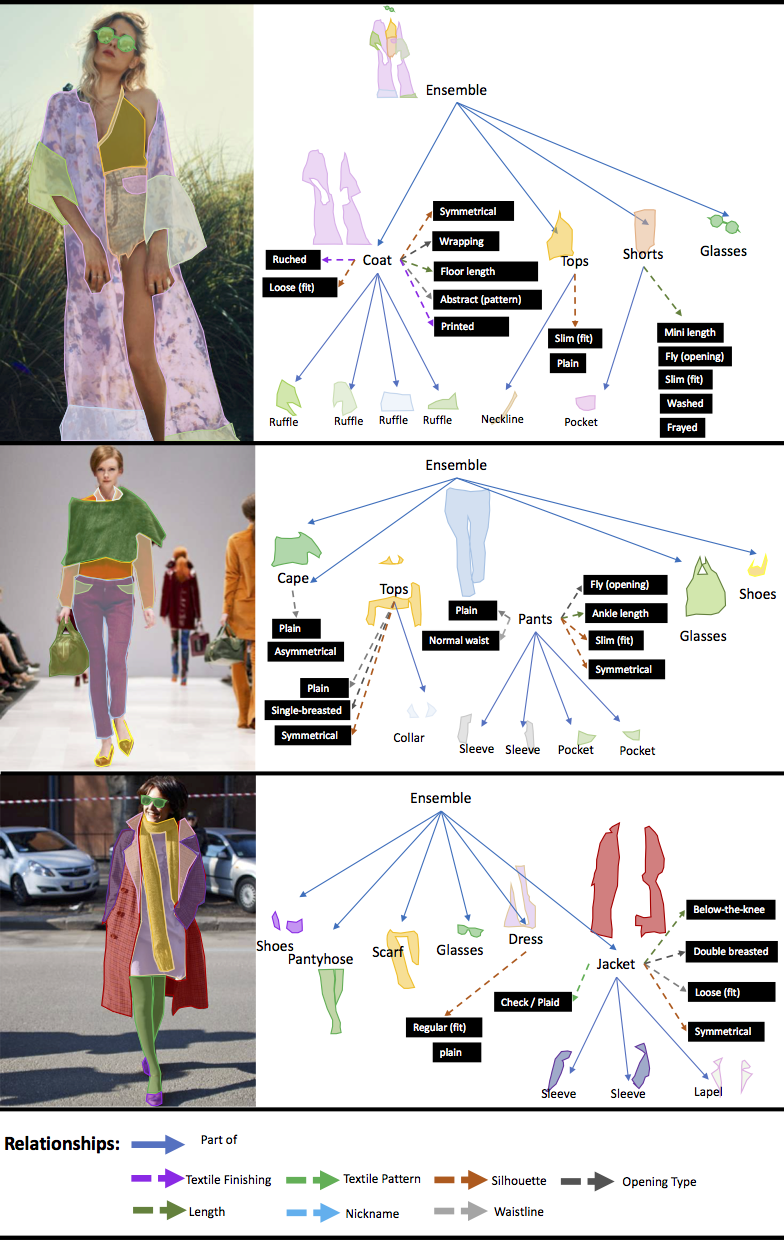 Ensemble
Symmetrical
Wrapping
Ruched
Coat
Floor length
Loose (fit)
Abstract (pattern)
Printed
Tops
Shorts
Glasses
Slim (fit)
Plain
Mini length
Fly (opening)
Slim (fit)
Washed
Frayed
Ruffle
Ruffle
Ruffle
Ruffle
Neckline
Pocket
Ensemble
Cape
Tops
Plain
Asymmetrical
Plain
Single-breasted
Symmetrical
Collar
Plain
Normal waist
Pants
Fly (opening)
Ankle length
Slim (fit)
Symmetrical
Glasses
Shoes
Sleeve
Sleeve
Pocket
Pocket
Ensemble
Shoes
Pantyhose
Scarf
Glasses
Dress
Jacket
Below-the-knee
Double breasted
Loose (fit)
Symmetrical
Check / Plaid
Regular (fit)
plain
Sleeve
Sleeve
Lapel
Relationships:
Part of
Textile Finishing
Textile Pattern
Silhouette
Opening Type
Length
Nickname
Waistline